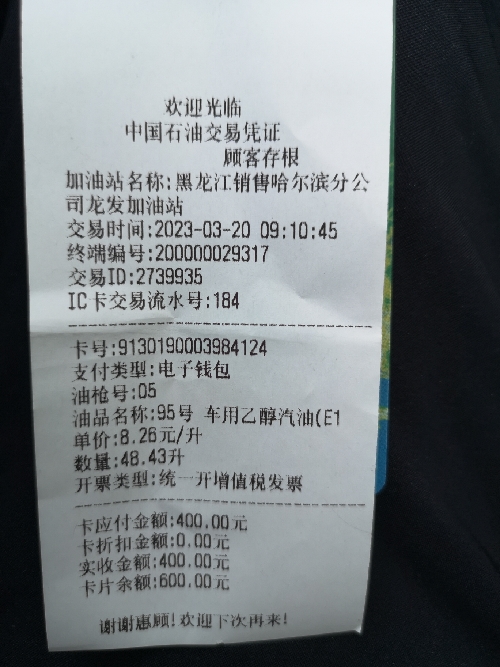 欢迎光临
中国石油交易凭证
顾客存根
加油站名称:黑龙江销售哈尔滨分公
司龙发加油站
交易时间:2023-03-20 09:10:45
终端编号:200000029317
交易ID:2739935
IC卡交易流水号:184
卡号:9130190003984124
支付类型:电子钱包
油枪号:05
油品名称:95号 车用乙醇汽油(E1
单价:8.26元/升
数量:48.43升
开票类型:统一开增值税发票
卡应付金额:400.00元
卡折扣金额:0.00元
实收金额:400.00元
卡片余额:600.00元
谢谢惠顾!欢迎下次再来!